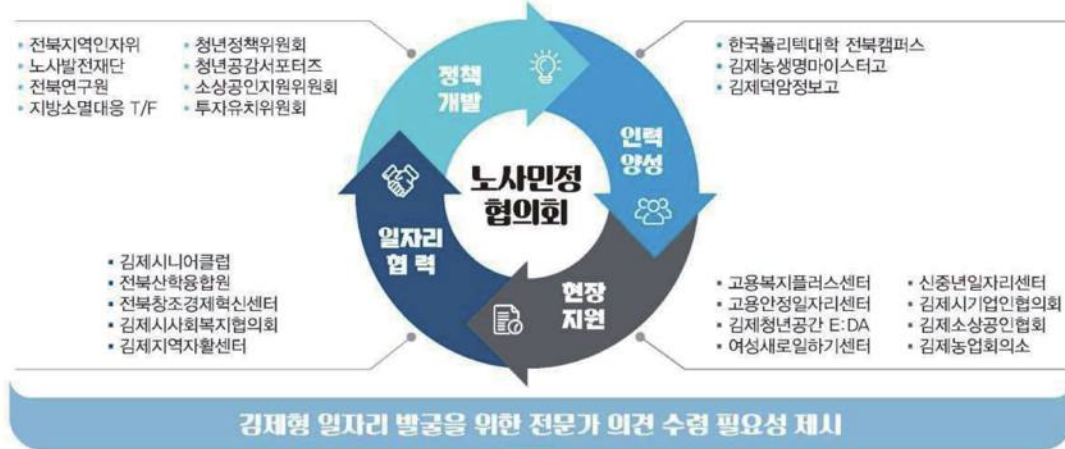 전북지역인자위
노사발전재단
전북연구원
지방소멸대응 T/F
청년정책위원회
청년공감서포터즈
소상공인지원위원회
투자유치위원회
정책
개발
한국폴리텍대학 전북캠퍼스
김제농생명마이스터고
김제덕암정보고
인력
양성
노사민정
협의회
일자리
협 력
현장
지원
김제시니어클럽
전북산학융합원
전북창조경제혁신센터
김제시사회복지협의회
김제지역자활센터
고용복지플러스센터
고용안정일자리센터
김제청년공간 E:DA
여성새로일하기센터
신중년일자리센터
김제시기업인협의회
김제소상공인협회
김제농업회의소
김제형 일자리 발굴을 위한 전문가 의견 수렴 필요성 제시